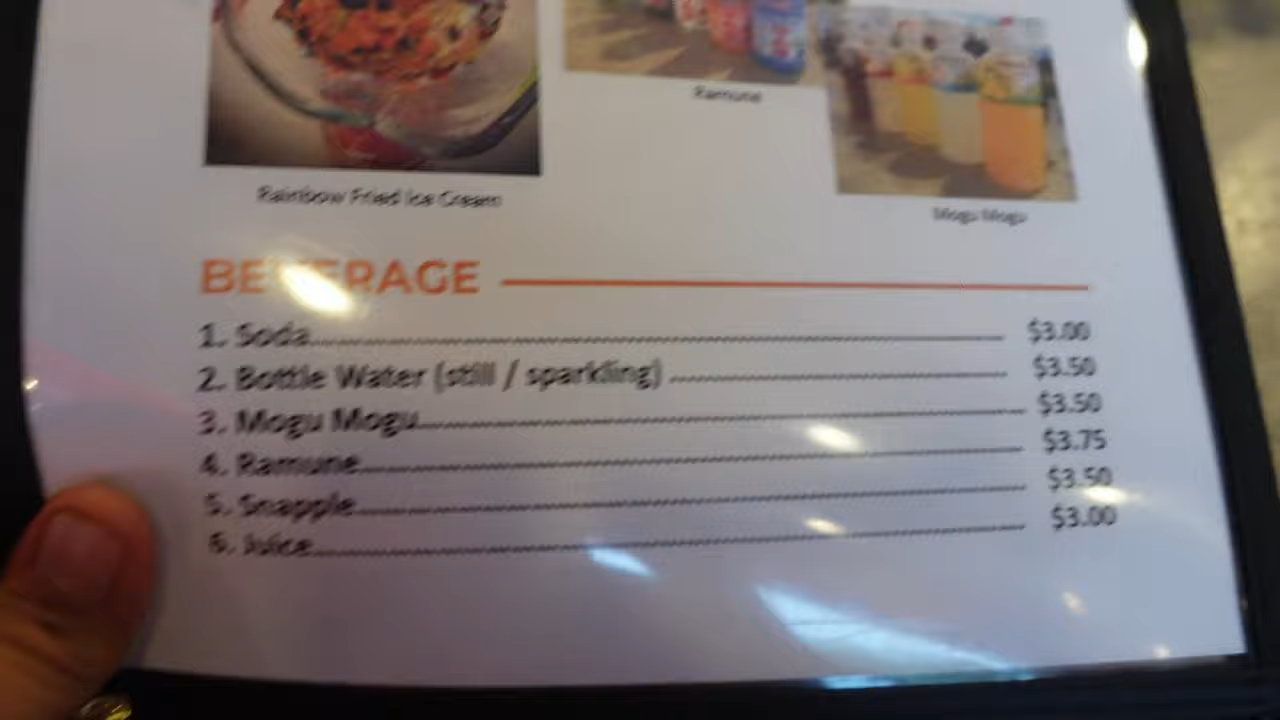 Ramune
Rainbow Fried Ice Cream
Mogu Mogu
BEVERAGE
1. Soda $3.00
2. Bottle Water (still / sparkling) $3.50
3. Mogu Mogu $3.50
4. Ramune $3.75
5. Snapple $3.50
6. Juice $3.00